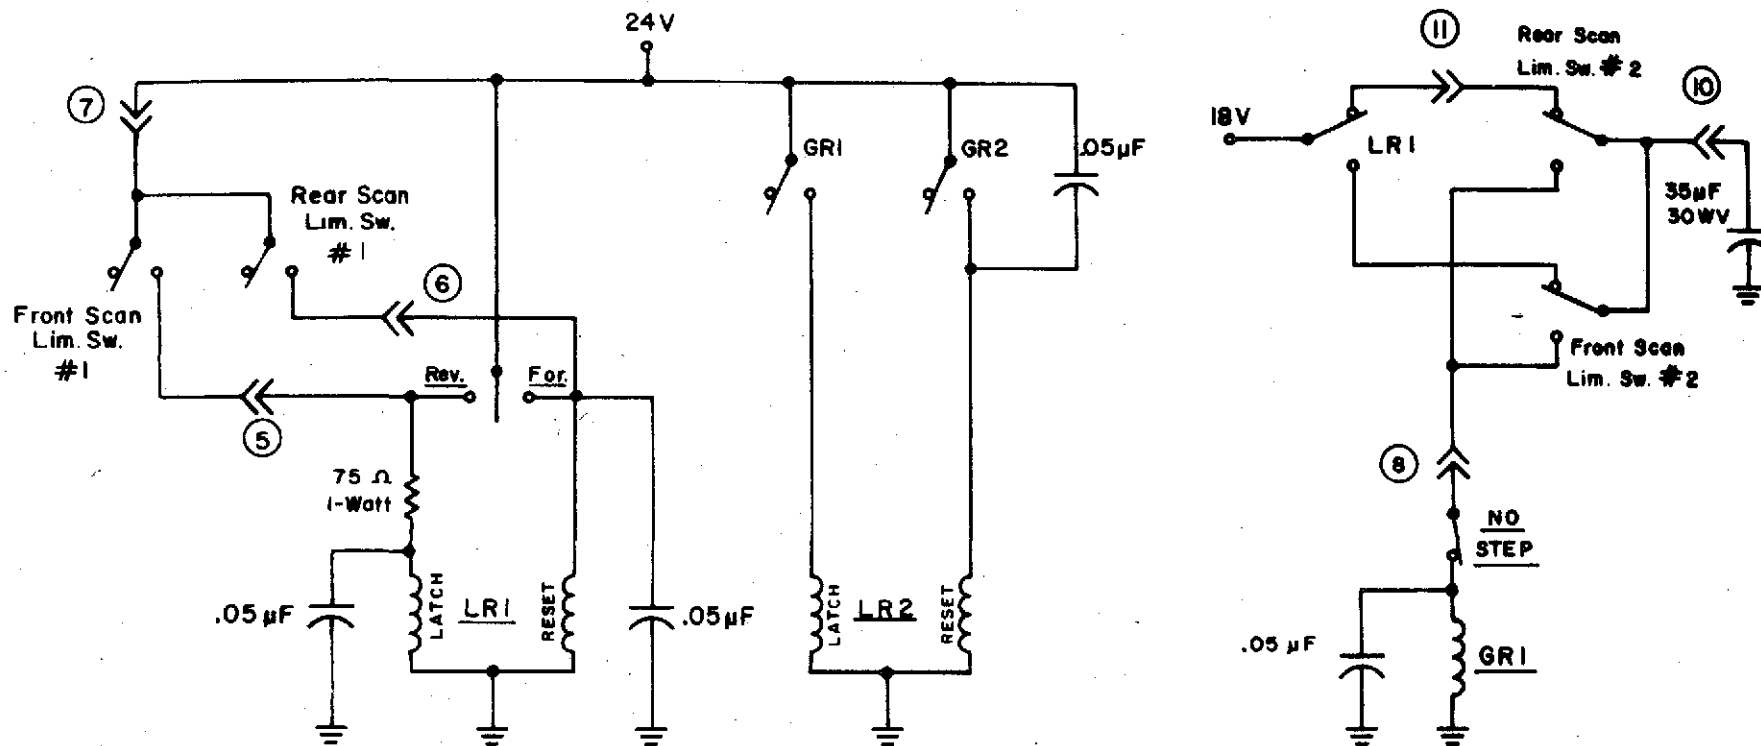 24V
7
GR1
GR2
.05µF
Rear Scan
Lim. Sw.
#1
6
Front Scan
Lim. Sw.
#1
Rev.
For.
5
75 Ω
1-Watt
.05µF
LATCH
LR1
RESET
.05µF
LATCH
LR2
RESET
11
Rear Scan
Lim. Sw. #2
10
18V
LR1
35µF
30WV
Front Scan
Lim. Sw. #2
8
NO
STEP
.05µF
GR1